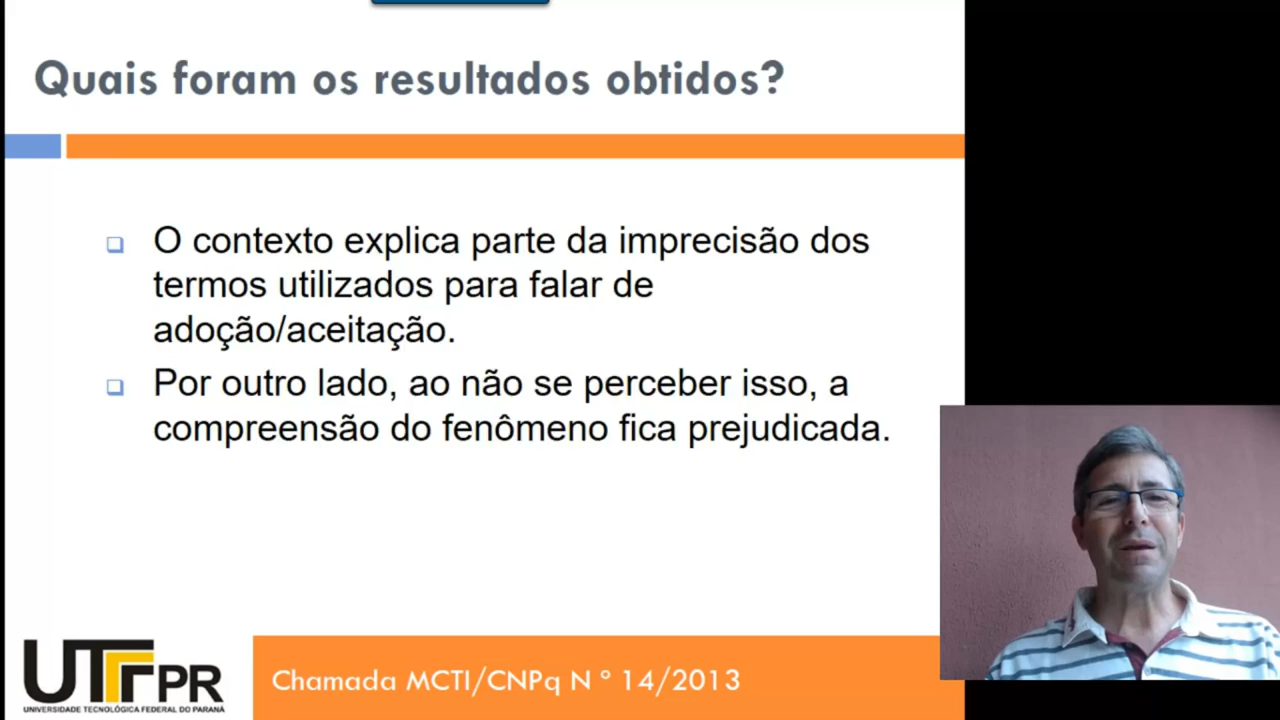 Quais foram os resultados obtidos?
O contexto explica parte da imprecisão dos
termos utilizados para falar de
adoção/aceitação.
Por outro lado, ao não se perceber isso, a
compreensão do fenômeno fica prejudicada.
UTFPR
UNIVERSIDADE TECNOLÓGICA FEDERAL DO PARANÁ
Chamada MCTI/CNPq N º 14/2013